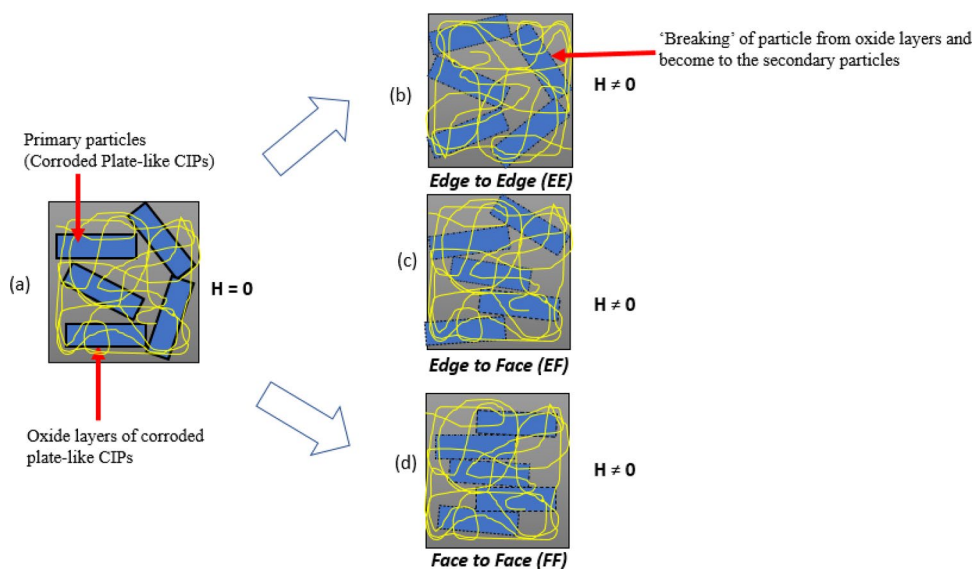 ‘Breaking’ of particle from oxide layers and
become to the secondary particles
(b)
H ≠ 0
Edge to Edge (EE)
Primary particles
(Corroded Plate-like CIPs)
(a)
H = 0
Oxide layers of corroded
plate-like CIPs
(c)
H ≠ 0
Edge to Face (EF)
(d)
H ≠ 0
Face to Face (FF)